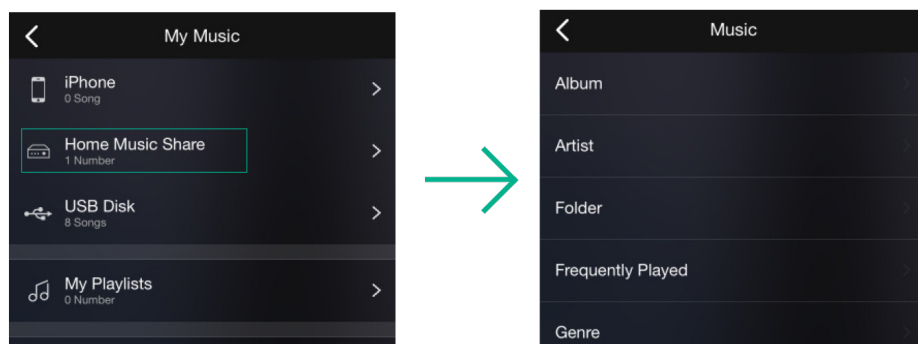 My Music
iPhone
0 Song
Home Music Share
1 Number
USB Disk
8 Songs
My Playlists
0 Number
Music
Album
Artist
Folder
Frequently Played
Genre